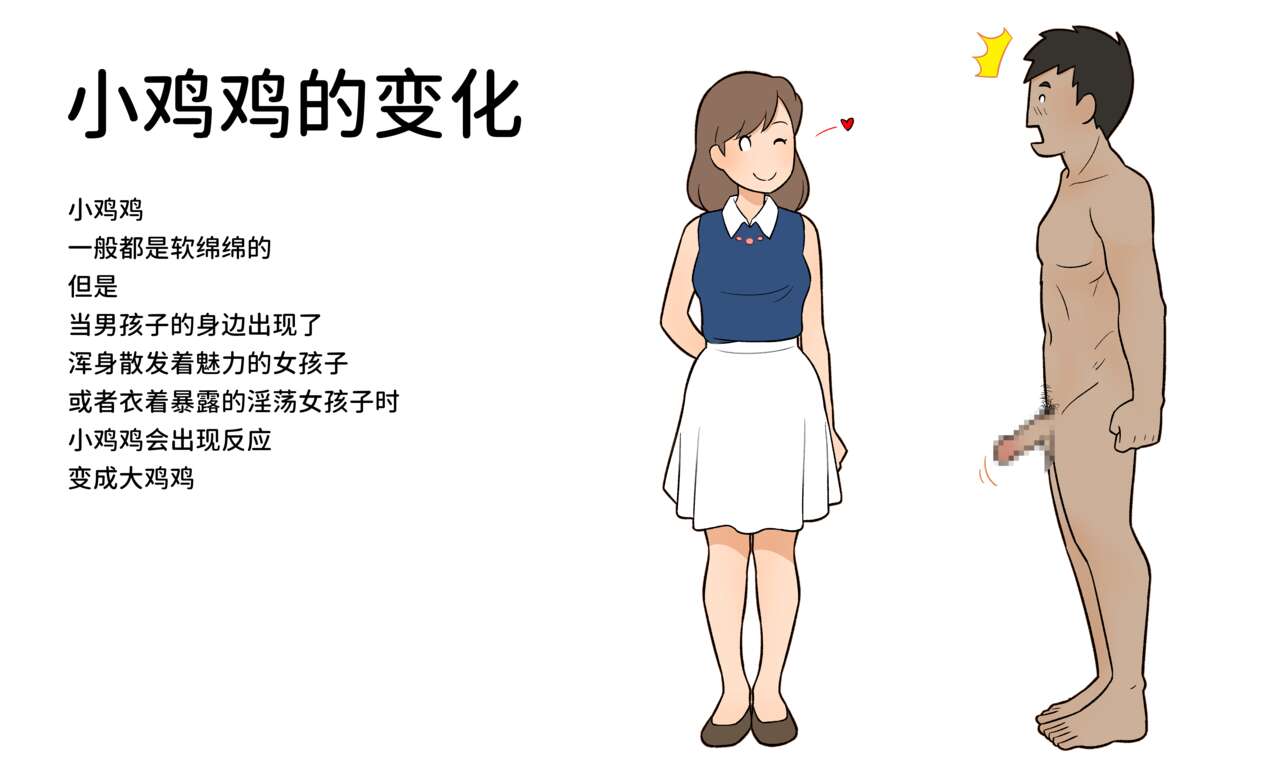 小鸡鸡的变化
小鸡鸡
一般都是软绵绵的
但是
当男孩子的身边出现了
浑身散发着魅力的女孩子
或者衣着暴露的淫荡女孩子时
小鸡鸡会出现反应
变成大鸡鸡